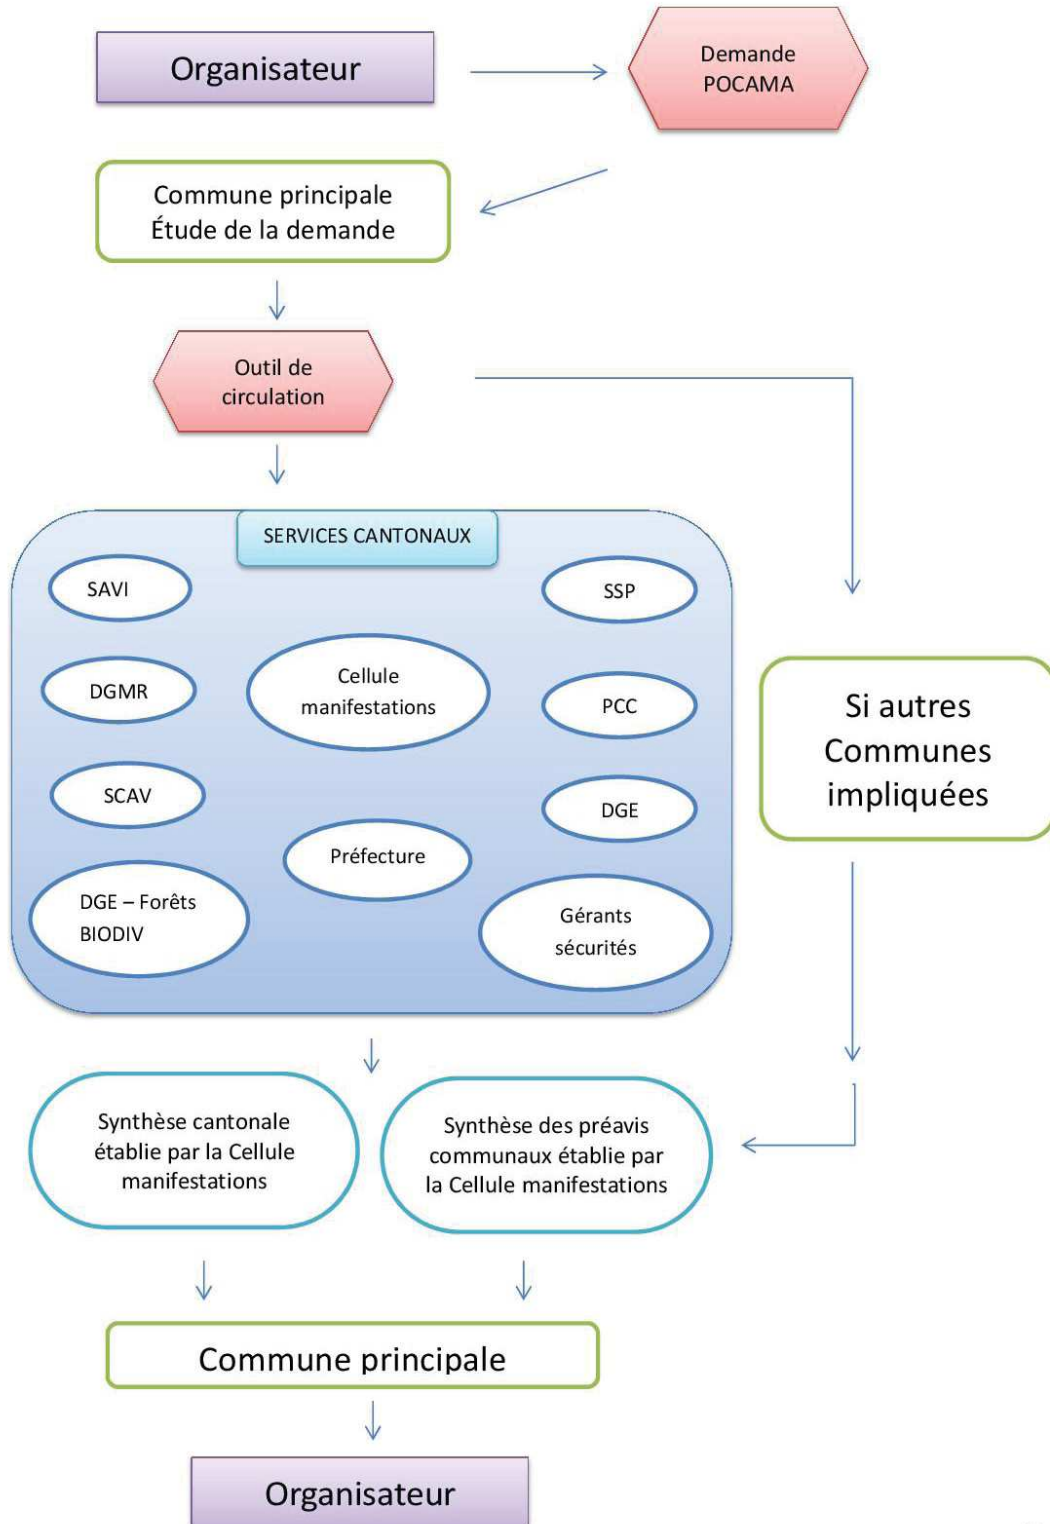 Organisateur
Demande
POCAMA
Commune principale
Étude de la demande
Outil de
circulation
SERVICES CANTONAUX
SAVI
SSP
Cellule
manifestations
DGMR
PCC
SCAV
DGE
Préfecture
DGE – Forêts
BIODIV
Gérants
sécurités
Si autres
Communes
impliquées
Synthèse cantonale
établie par la Cellule
manifestations
Synthèse des préavis
communaux établie par
la Cellule manifestations
Commune principale
Organisateur